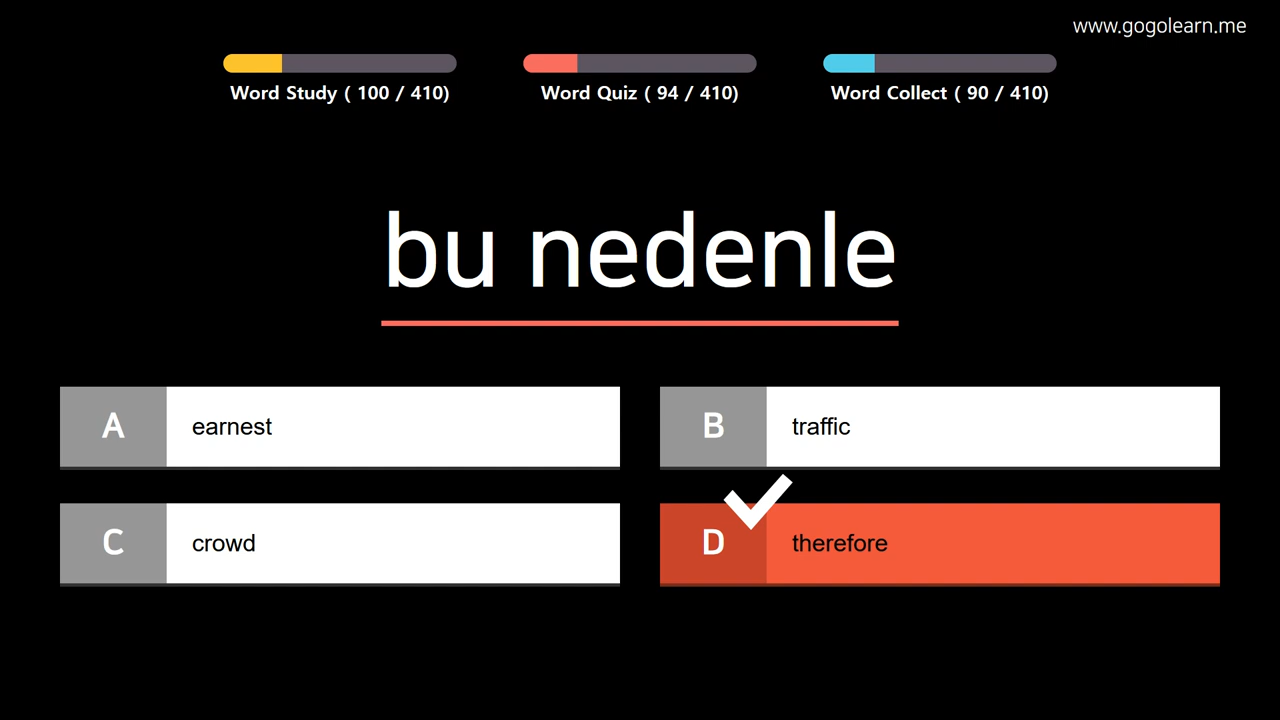 www.gogolearn.me
Word Study ( 100 / 410)
Word Quiz ( 94 / 410)
Word Collect ( 90 / 410)
bu nedenle
A earnest
B traffic
C crowd
D therefore